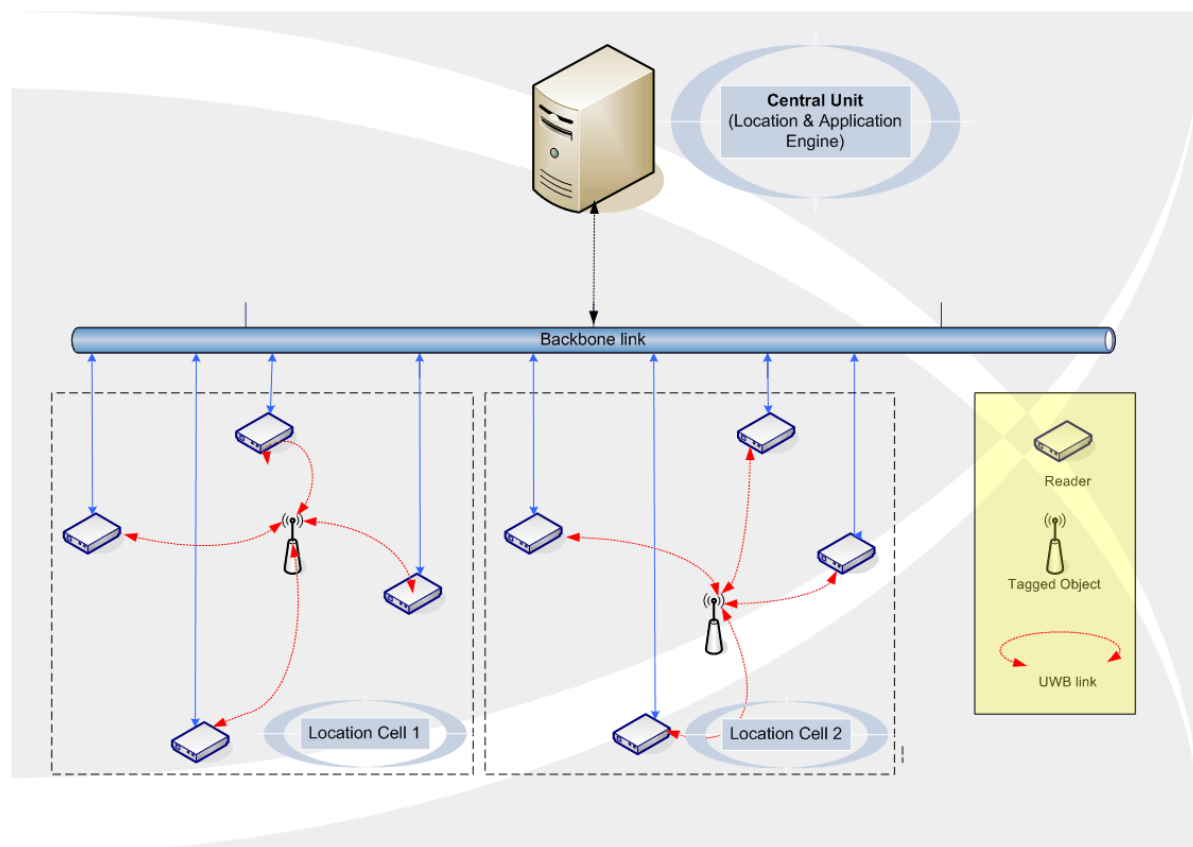 Central Unit
(Location & Application
Engine)
Backbone link
Reader
Tagged Object
UWB link
Location Cell 1
Location Cell 2